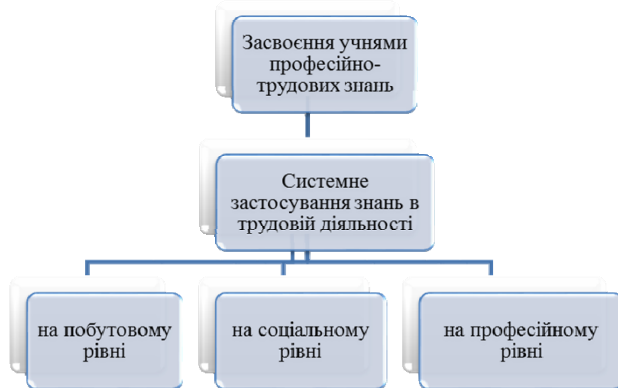 Засвоєння учнями
професійно-
трудових знань
Системне
застосування знань в
трудовій діяльності
на побутовому
рівні
на соціальному
рівні
на професійному
рівні